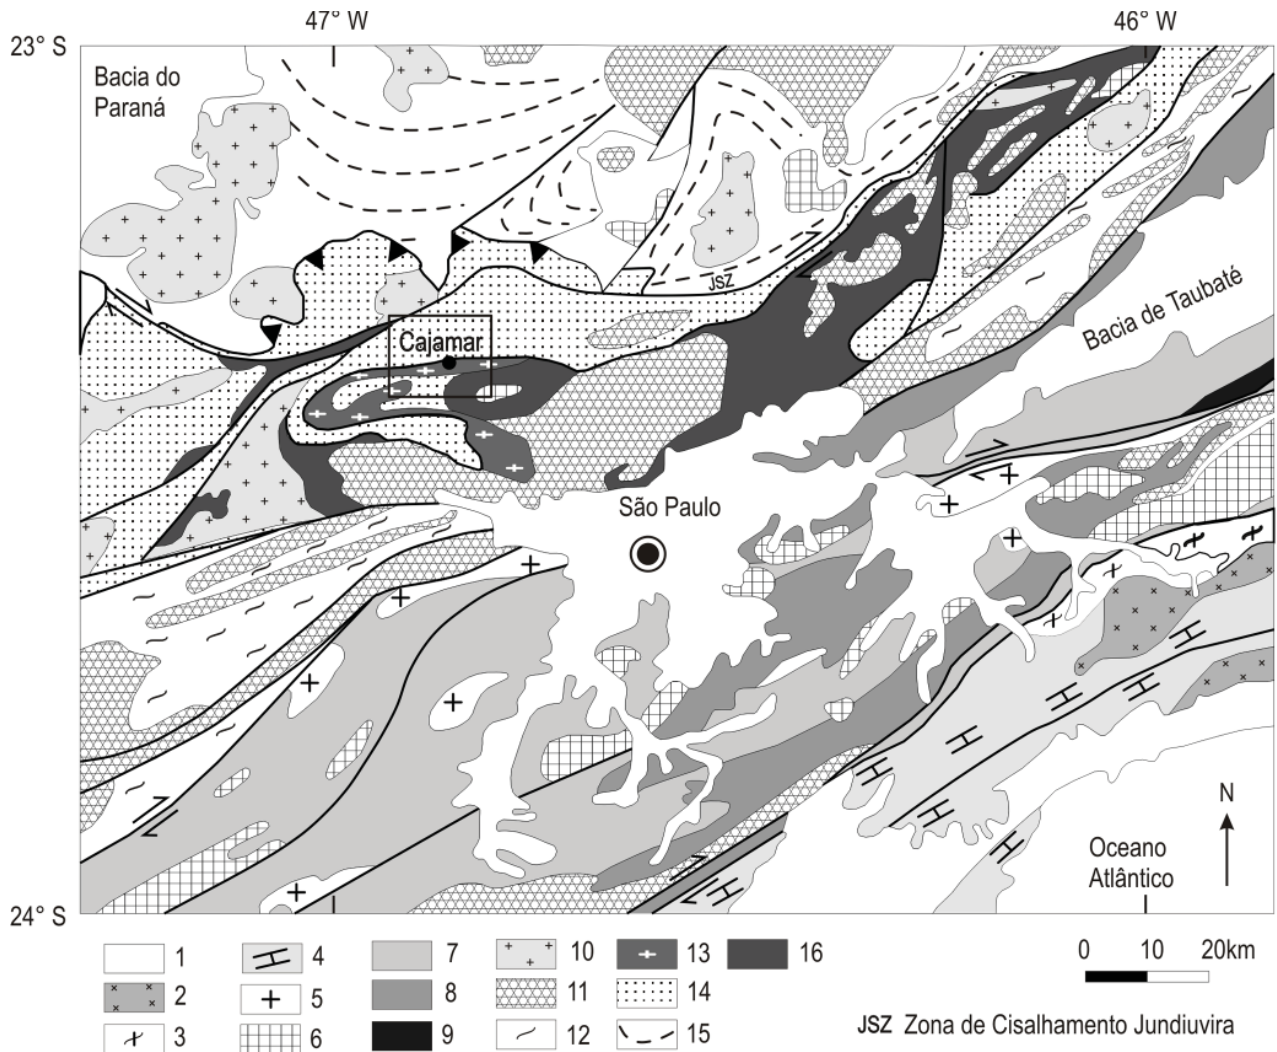 47° W
46° W
23° S
Bacia do
Paraná
JSZ
Cajamar
Bacia de Taubaté
São Paulo
N
Oceano
Atlântico
24° S
1
4
7
10
13
16
0 10 20km
2
5
8
11
14
3
6
9
12
15
JSZ Zona de Cisalhamento Jundiuvira